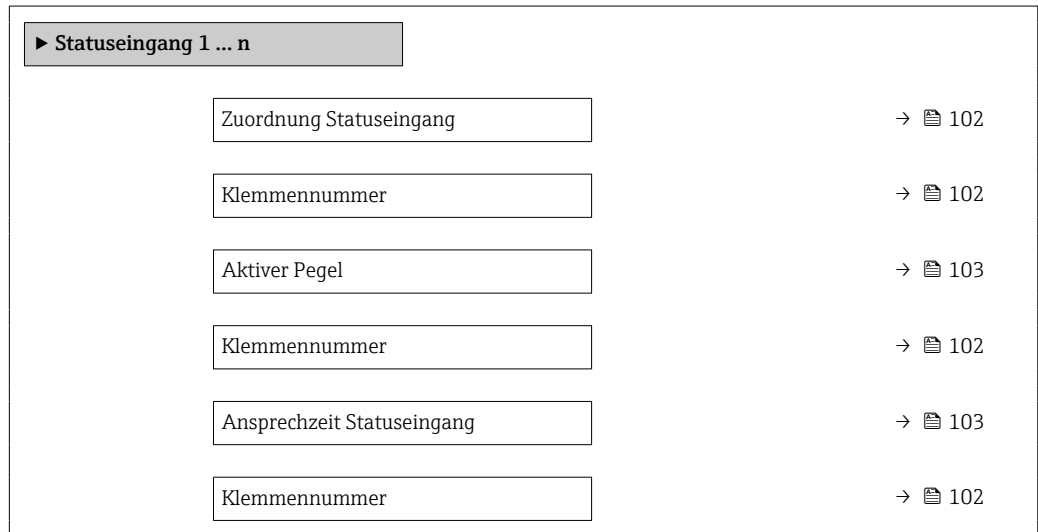 ▶ Statuseingang 1 … n
Zuordnung Statuseingang → 102
Klemmennummer → 102
Aktiver Pegel → 103
Klemmennummer → 102
Ansprechzeit Statuseingang → 103
Klemmennummer → 102